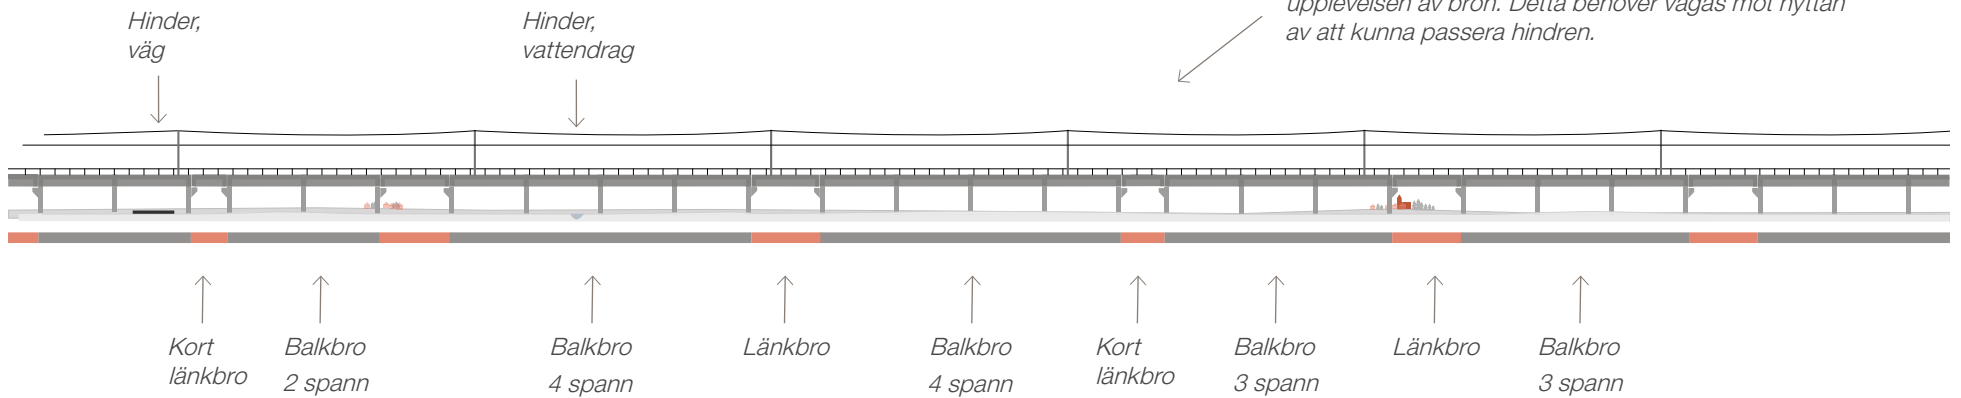 upplevelsen av bron. Detta behöver vägas mot nyttan
av att kunna passera hindren.
Hinder,
väg
Hinder,
vattendrag
Kort
länkbro
Balkbro
2 spann
Balkbro
4 spann
Länkbro
Balkbro
4 spann
Kort
länkbro
Balkbro
3 spann
Länkbro
Balkbro
3 spann